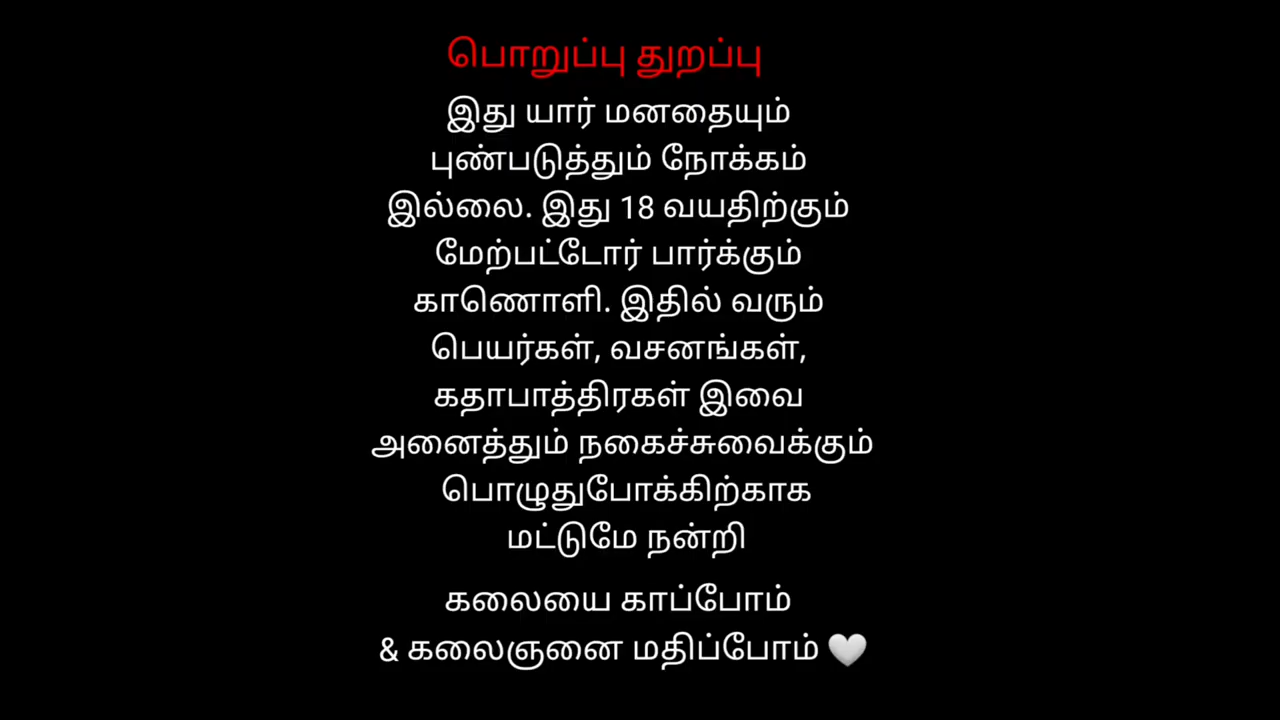 பொறுப்பு துறப்பு
இது யார் மனதையும்
புண்படுத்தும் நோக்கம்
இல்லை. இது 18 வயதிற்கும்
மேற்பட்டோர் பார்க்கும்
காணொளி. இதில் வரும்
பெயர்கள், வசனங்கள்,
கதாபாத்திரகள் இவை
அனைத்தும் நகைச்சுவைக்கும்
பொழுதுபோக்கிற்காக
மட்டுமே நன்றி
கலையை காப்போம்
& கலைஞனை மதிப்போம் 🤍